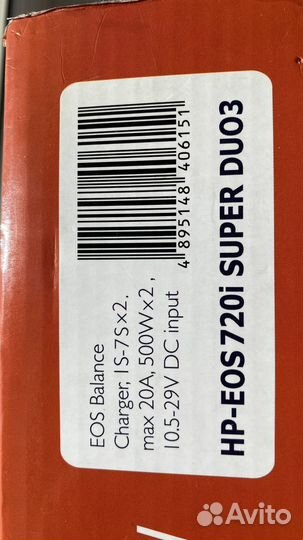 4 895148 406151
EOS Balance
Charger, 1S-7S×2,
max 20A, 500W×2,
10.5-29V DC input
HP-EOS720i SUPER DUO3
Avito